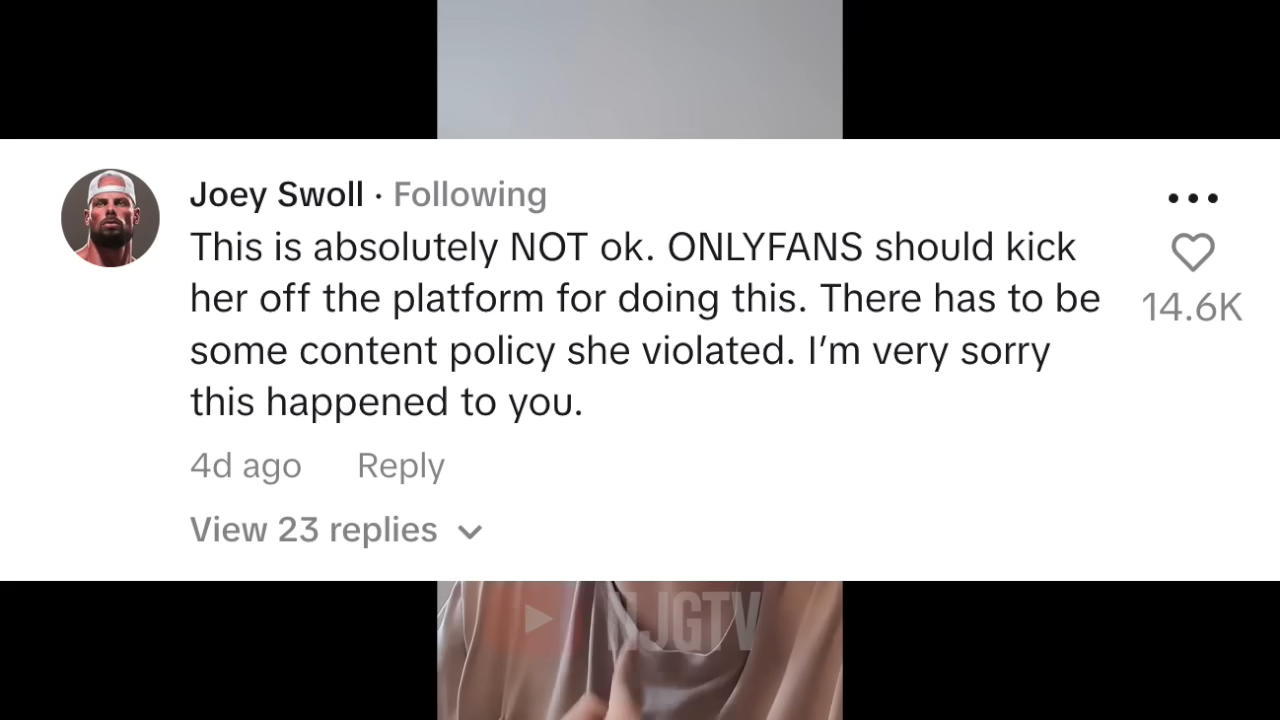 Joey Swoll · Following
This is absolutely NOT ok. ONLYFANS should kick
her off the platform for doing this. There has to be
some content policy she violated. I’m very sorry
this happened to you.
14.6K
4d ago Reply
View 23 replies
NJGTV